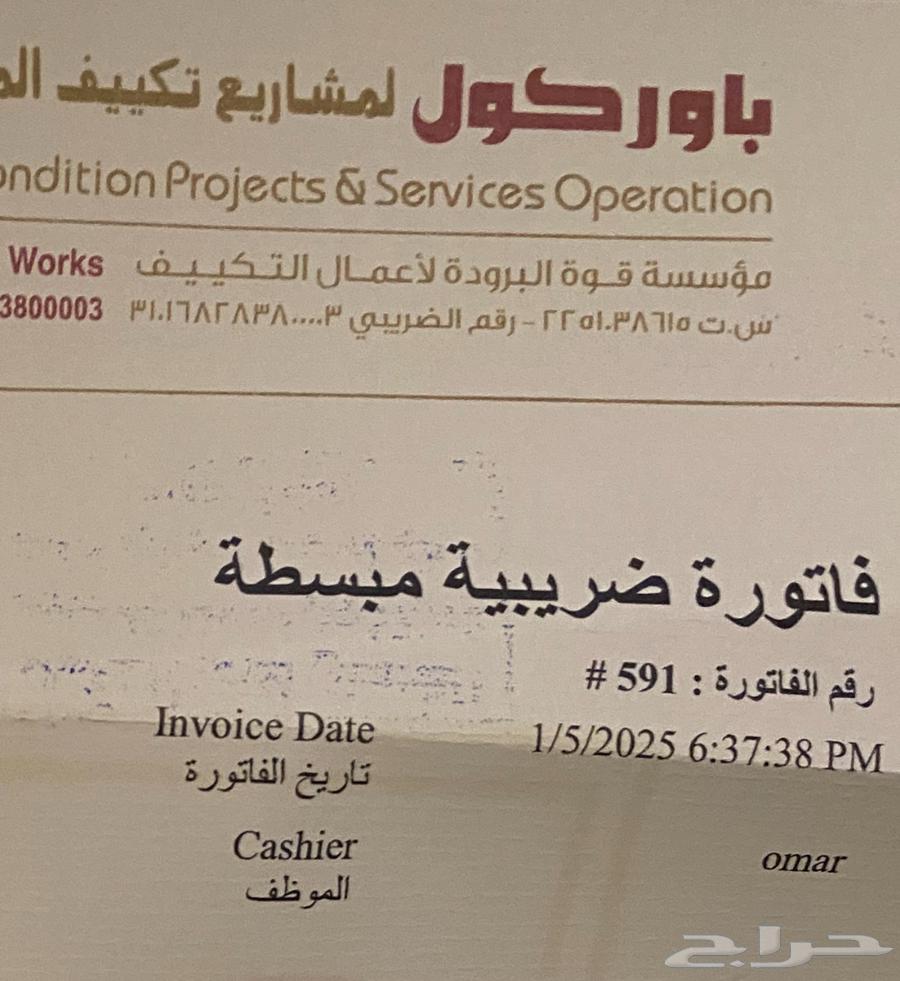 باوركول لمشاريع تكييف
ondition Projects & Services Operation
مؤسسة قوة البرودة لأعمال التكييف Works
س.ت ٢٢٥١٠٣٨٦١٥ - رقم الضريبي ٣١٠١٦٨٢٨٣٨٠٠٠٠٣ 3800003
فاتورة ضريبية مبسطة
رقم الفاتورة : 591 #
Invoice Date 1/5/2025 6:37:38 PM
تاريخ الفاتورة
Cashier omar
الموظف
حراج